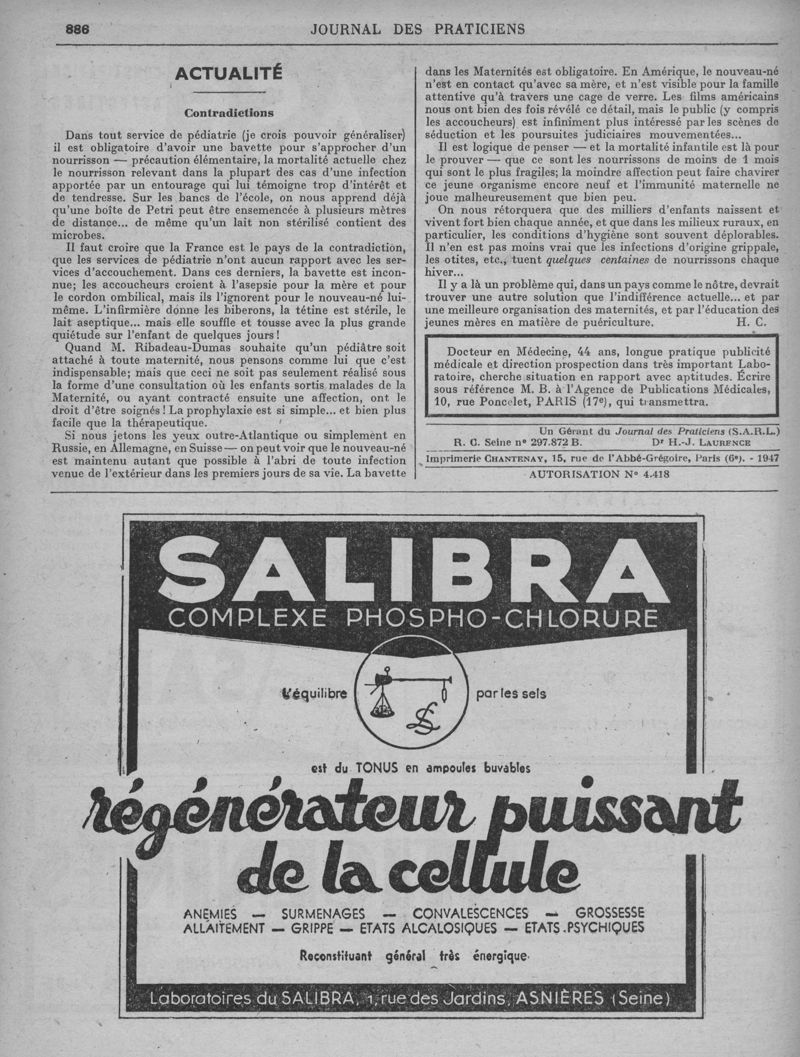 886
JOURNAL DES PRATICIENS
ACTUALITÉ
Contradictions
Dans tout service de pédiatrie (je crois pouvoir généraliser)
il est obligatoire d'avoir une bavette pour s'approcher d'un
nourrisson — précaution élémentaire, la mortalité actuelle chez
le nourrisson relevant dans la plupart des cas d'une infection
apportée par un entourage qui lui témoigne trop d'intérêt et
de tendresse. Sur les bancs de l'école, on nous apprend déjà
qu'une boîte de Petri peut être ensemencée à plusieurs mètres
de distance... de même qu'un lait non stérilisé contient des
microbes.
Il faut croire que la France est le pays de la contradiction,
que les services de pédiatrie n'ont aucun rapport avec les ser-
vices d'accouchement. Dans ces derniers, la bavette est incon-
nue; les accoucheurs croient à l'asepsie pour la mère et pour
le cordon ombilical, mais ils l'ignorent pour le nouveau-né lui-
même. L'infirmière donne les biberons, la tétine est stérile, le
lait aseptique... mais elle souffle et tousse avec la plus grande
quiétude sur l'enfant de quelques jours !
Quand M. Ribadeau-Dumas souhaite qu'un pédiâtre soit
attaché à toute maternité, nous pensons comme lui que c'est
indispensable; mais que ceci ne soit pas seulement réalisé sous
la forme d'une consultation où les enfants sortis malades de la
Maternité, ou ayant contracté ensuite une affection, ont le
droit d'être soignés ! La prophylaxie est si simple... et bien plus
facile que la thérapeutique.
Si nous jetons les yeux outre-Atlantique ou simplement en
Russie, en Allemagne, en Suisse — on peut voir que le nouveau-né
est maintenu autant que possible à l'abri de toute infection
venue de l'extérieur dans les premiers jours de sa vie. La bavette
dans les Maternités est obligatoire. En Amérique, le nouveau-né
n'est en contact qu'avec sa mère, et n'est visible pour la famille
attentive qu'à travers une cage de verre. Les films américains
nous ont bien des fois révélé ce détail, mais le public (y compris
les accoucheurs) est infiniment plus intéressé par les scènes de
séduction et les poursuites judiciaires mouvementées...
Il est logique de penser — et la mortalité infantile est là pour
le prouver — que ce sont les nourrissons de moins de 1 mois
qui sont le plus fragiles; la moindre affection peut faire chavirer
ce jeune organisme encore neuf et l'immunité maternelle ne
joue malheureusement que bien peu.
On nous rétorquera que des milliers d'enfants naissent et
vivent fort bien chaque année, et que dans les milieux ruraux, en
particulier, les conditions d'hygiène sont souvent déplorables.
Il n'en est pas moins vrai que les infections d'origine grippale,
les otites, etc., tuent quelques centaines de nourrissons chaque
hiver...
Il y a là un problème qui, dans un pays comme le nôtre, devrait
trouver une autre solution que l'indifférence actuelle... et par
une meilleure organisation des maternités, et par l'éducation des
jeunes mères en matière de puériculture. H. C.
Docteur en Médecine, 44 ans, longue pratique publicité
médicale et direction prospection dans très important Labo-
ratoire, cherche situation en rapport avec aptitudes. Écrire
sous référence M. B. à l'Agence de Publications Médicales,
10, rue Poncelet, PARIS (17e), qui transmettra.
Un Gérant du Journal des Praticiens (S.A.R.L.)
R. C. Seine nº 297.872 B. Dr H.-J. LAURENCE
Imprimerie CHANTENAY, 15, rue de l'Abbé-Grégoire, Paris (6e). - 1947
AUTORISATION Nº 4.418
SALIBRA
COMPLEXE PHOSPHO-CHLORURE
L'équilibre par les sels
est du TONUS en ampoules buvables
régénérateur puissant
de la cellule
ANEMIES — SURMENAGES — CONVALESCENCES — GROSSESSE
ALLAITEMENT — GRIPPE — ETATS ALCALOSIQUES — ETATS.PSYCHIQUES
Reconstituant général très énergique.
Laboratoires du SALIBRA, 1, rue des Jardins, ASNIÈRES (Seine)